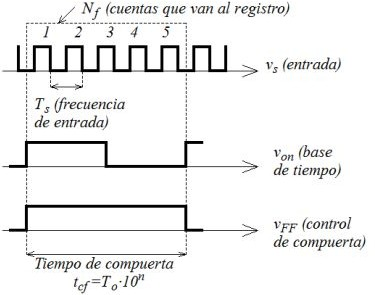 N_f (cuentas que van al registro)
1 2 3 4 5
v_s (entrada)
T_s (frecuencia
de entrada)
v_on (base
de tiempo)
v_FF (control
de compuerta)
Tiempo de compuerta
t_cf=T_o·10^n